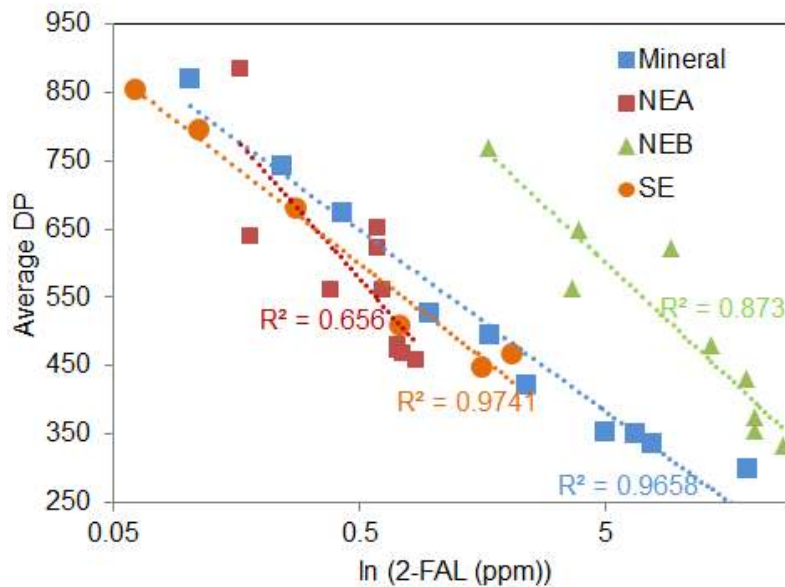 950
850
750
650
550
450
350
250
Average DP
Mineral
NEA
NEB
SE
R² = 0.656
R² = 0.873
R² = 0.9741
R² = 0.9658
0.05
0.5
5
ln (2-FAL (ppm))